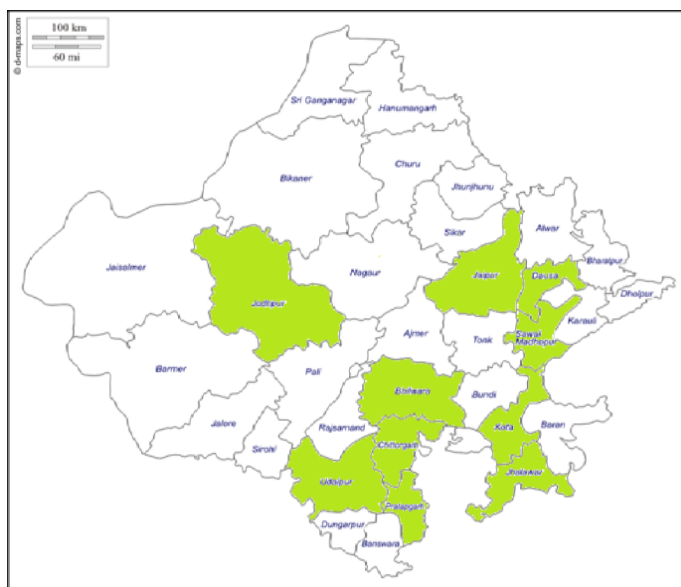 100 km
60 mi
© d-maps.com
Sri Ganganagar
Hanumangarh
Bikaner
Churu
Jhunjhunu
Sikar
Alwar
Jaisalmer
Nagaur
Jaipur
Dausa
Bharatpur
Dholpur
Jodhpur
Ajmer
Tonk
Sawai
Madhopur
Karauli
Barmer
Pali
Bhilwara
Bundi
Jalore
Rajsamand
Kota
Baran
Sirohi
Chittorgarh
Jhalawar
Udaipur
Pratapgarh
Dungarpur
Banswara